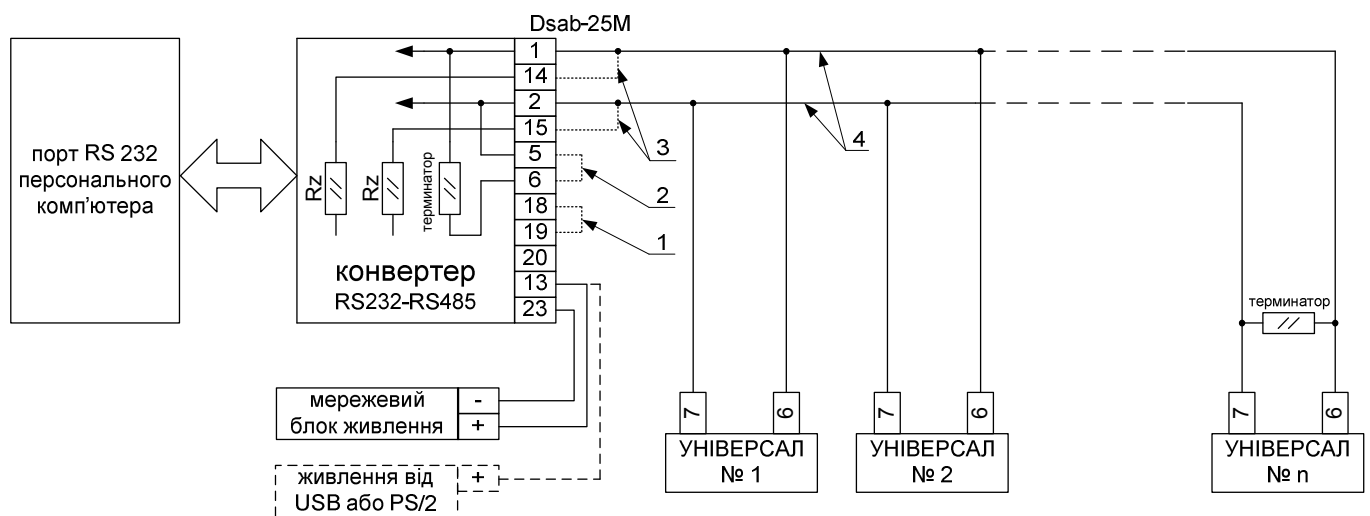 Dsab-25M
порт RS 232
персонального
комп'ютера
1
14
2
15
5
6
18
19
20
13
23
Rz
Rz
терминатор
конвертер
RS232-RS485
3
2
1
4
мережевий
блок живлення
-
+
живлення від
USB або PS/2
+
терминатор
7
6
УНІВЕРСАЛ
№ 1
7
6
УНІВЕРСАЛ
№ 2
7
6
УНІВЕРСАЛ
№ n